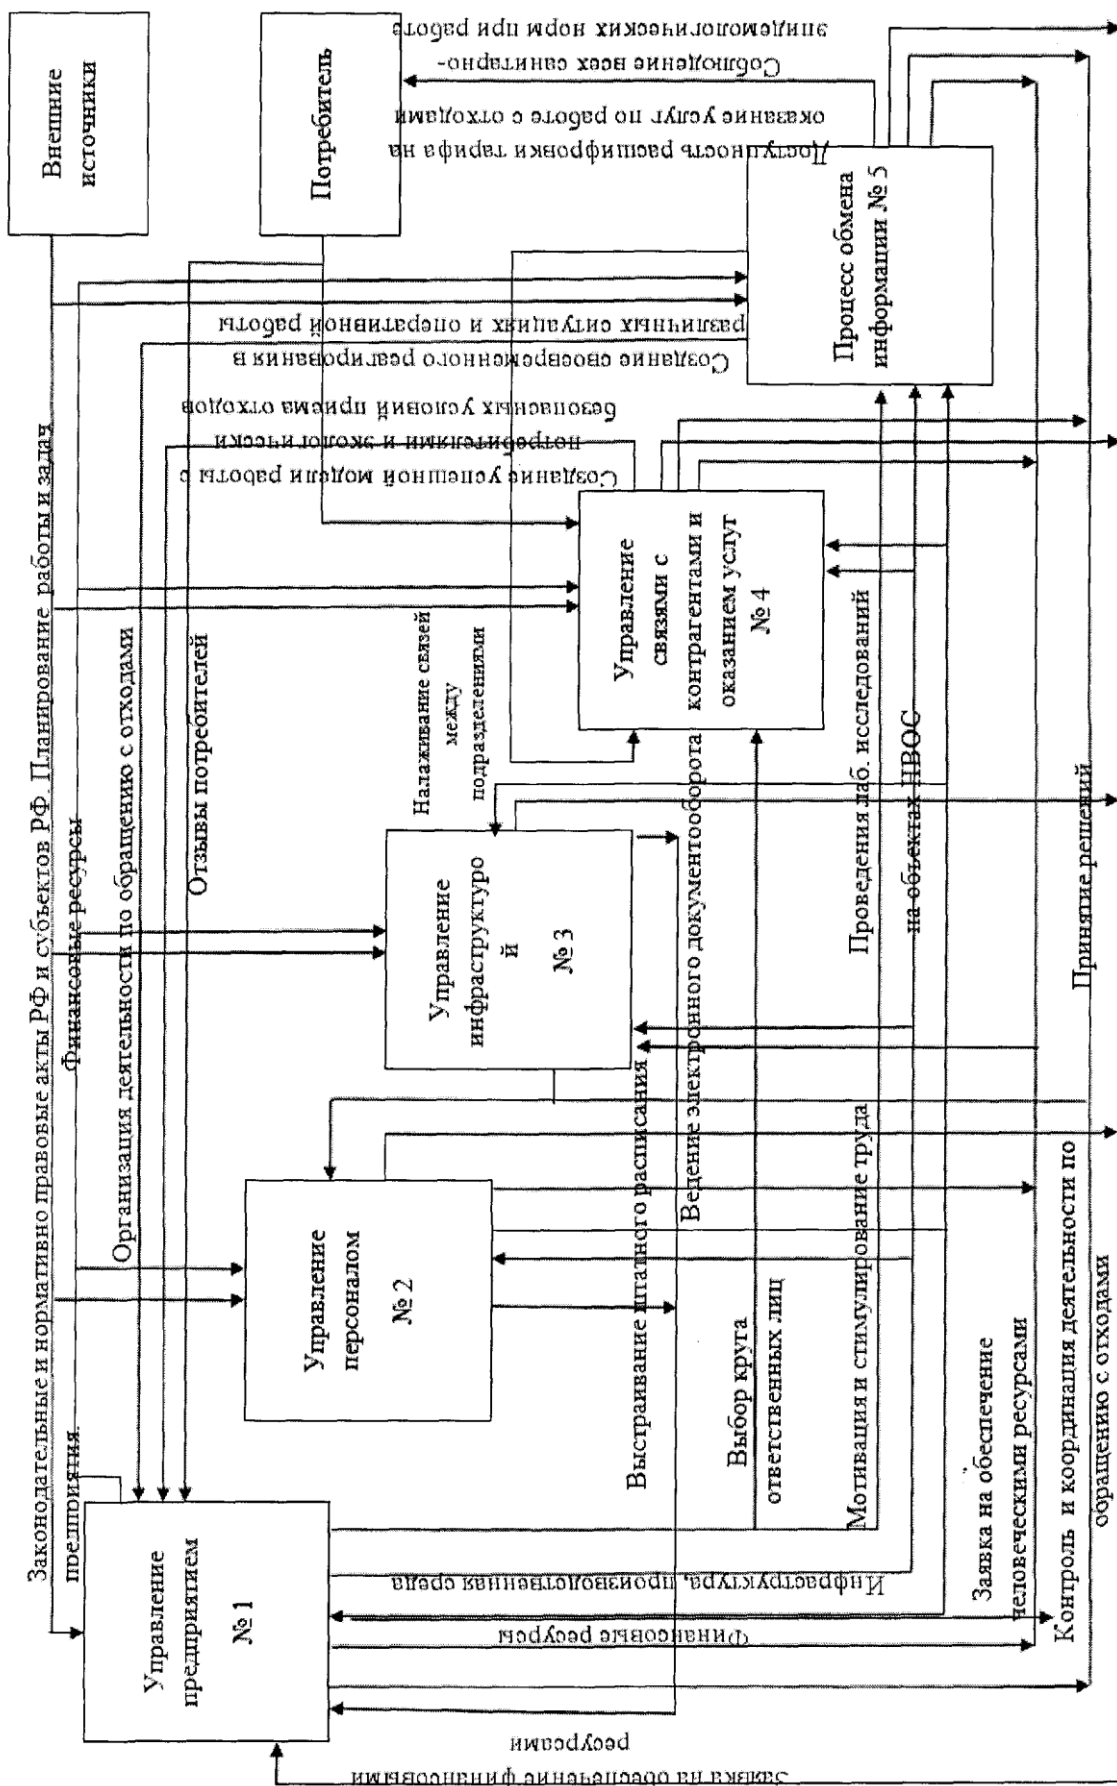 Внешние
источники
Потребитель
Законодательные и нормативно правовые акты РФ и субъектов РФ. Планирование работы и задач
предприятия.
Финансовые ресурсы
Организация деятельности по обращению с отходами
Отзывы потребителей
Управление
предприятием
№ 1
Управление
персоналом
№ 2
Управление
инфраструктуро
й
№ 3
Налаживание связей
между
подразделениями
Управление
связями с
контрагентами и
оказанием услуг
№ 4
Процесс обмена
информации № 5
Создание модели успешной работы с
потребителями и экологически
безопасных условий приема отходов
Создание своевременного реагирования в
различных ситуациях и оперативной работы
Доступность расшифровки тарифа на
оказание услуг по работе с отходами
Соблюдение всех санитарно-
эпидемологических норм при работе
Выстраивание штатного расписания
Ведение электронного документооборота
Выбор круга
ответственных лиц
Мотивация и стимулирование труда
Проведения лаб. исследований
на объектах НВОС
Инфраструктура, производственная среда
Финансовые ресурсы
Заявка на обеспечение
человеческими ресурсами
Принятие решений
Контроль и координация деятельности по
обращению с отходами
Заявка на обеспечение финансовыми
ресурсами